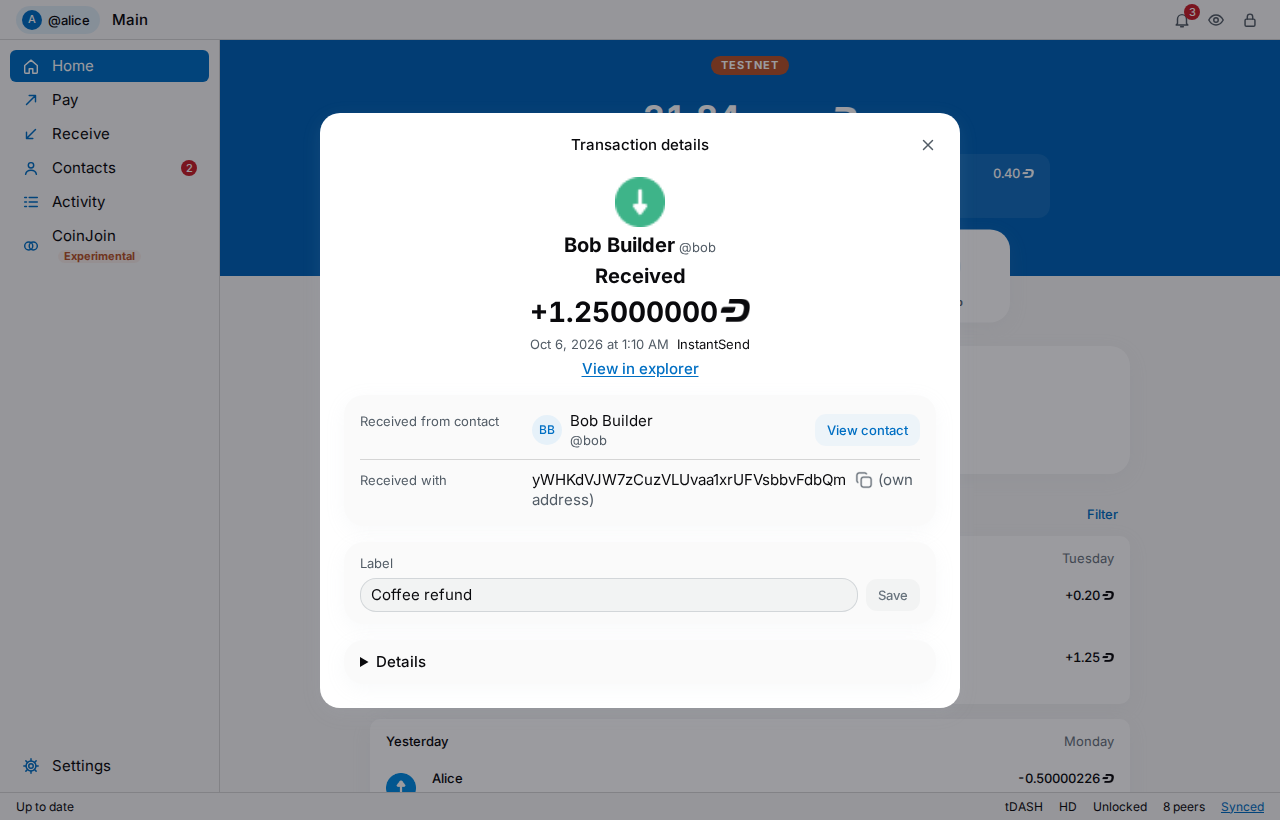 A @alice Main 3
Home
Pay
Receive
Contacts 2
Activity
CoinJoin
Experimental
Settings
TESTNET
0.40
Transaction details
Bob Builder @bob
Received
+1.25000000
Oct 6, 2026 at 1:10 AM InstantSend
View in explorer
Received from contact BB Bob Builder
@bob
View contact
Received with yWHKdVJW7zCuzVLUvaa1xrUFVsbbvFdbQm (own
address)
Label
Coffee refund Save
Details
Filter
Tuesday
+0.20
+1.25
Yesterday Monday
Alice -0.50000226
Up to date tDASH HD Unlocked 8 peers Synced